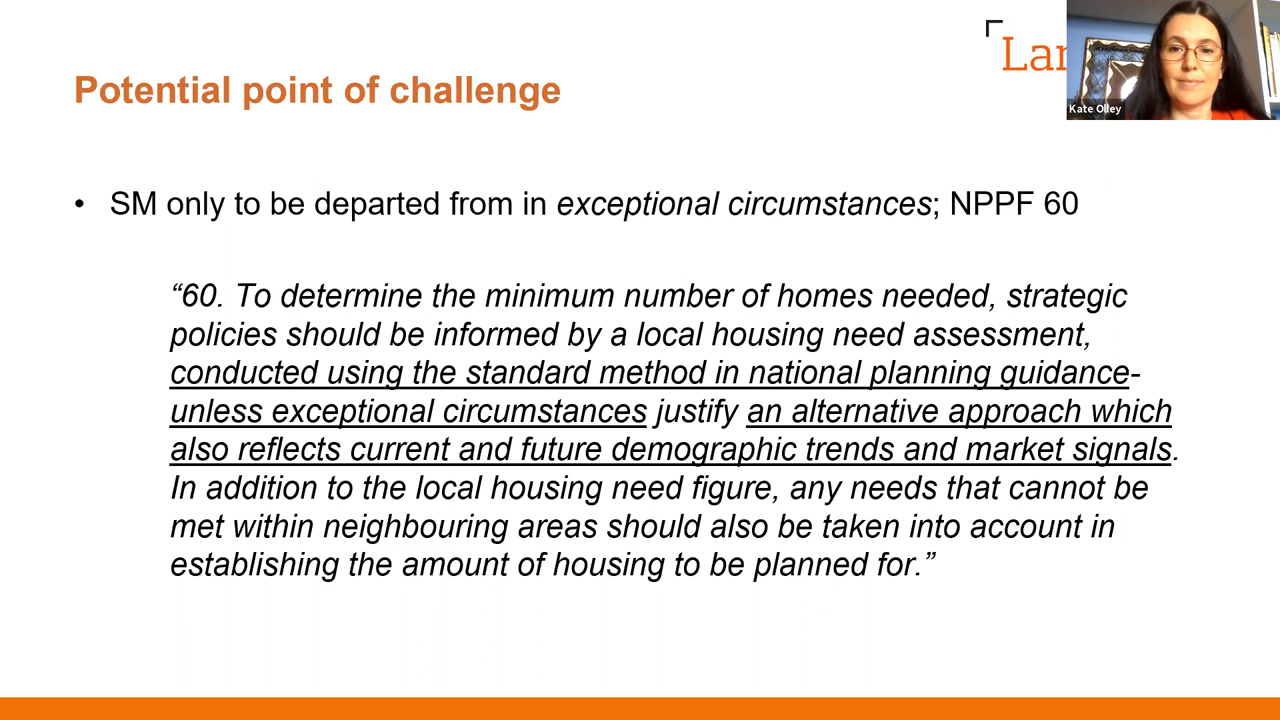 Lan
Kate Olley
Potential point of challenge
• SM only to be departed from in exceptional circumstances; NPPF 60
“60. To determine the minimum number of homes needed, strategic
policies should be informed by a local housing need assessment,
conducted using the standard method in national planning guidance-
unless exceptional circumstances justify an alternative approach which
also reflects current and future demographic trends and market signals.
In addition to the local housing need figure, any needs that cannot be
met within neighbouring areas should also be taken into account in
establishing the amount of housing to be planned for.”